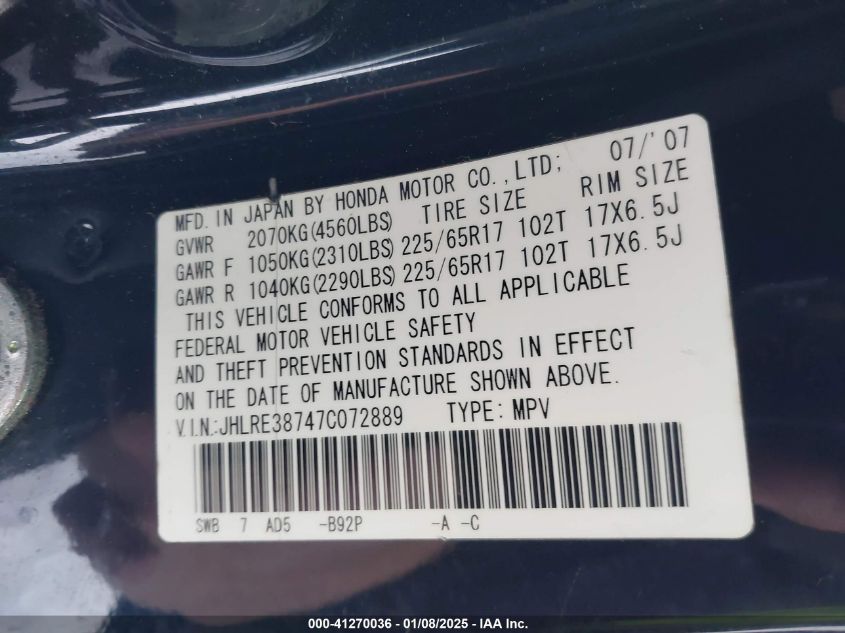 MFD. IN JAPAN BY HONDA MOTOR CO.,LTD; 07/'07
GVWR 2070KG(4560LBS) TIRE SIZE RIM SIZE
GAWR F 1050KG(2310LBS) 225/65R17 102T 17X6.5J
GAWR R 1040KG(2290LBS) 225/65R17 102T 17X6.5J
THIS VEHICLE CONFORMS TO ALL APPLICABLE
FEDERAL MOTOR VEHICLE SAFETY
AND THEFT PREVENTION STANDARDS IN EFFECT
ON THE DATE OF MANUFACTURE SHOWN ABOVE.
V.I.N.:JHLRE38747C072889 TYPE: MPV
SWB 7 AD5 -B92P -A -C
000-41270036 | 01/08/2025 - IAA Inc.